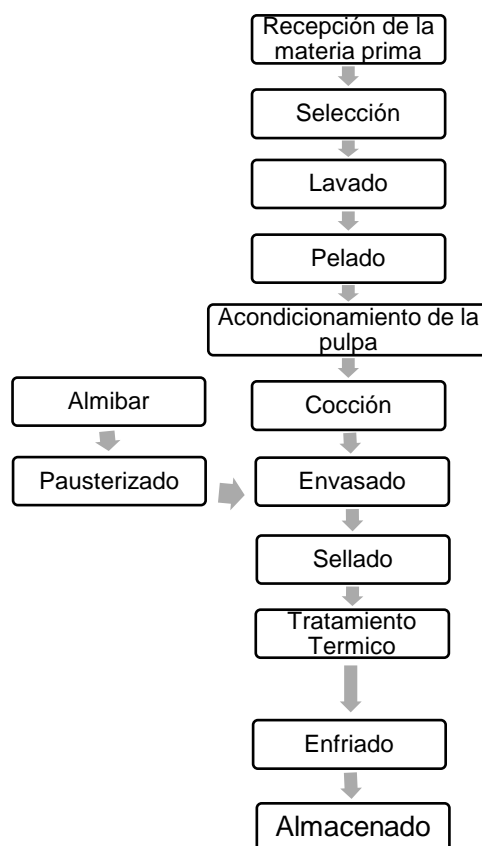 Recepción de la
materia prima
Selección
Lavado
Pelado
Acondicionamiento de la
pulpa
Almibar
Cocción
Pausterizado
Envasado
Sellado
Tratamiento
Termico
Enfriado
Almacenado